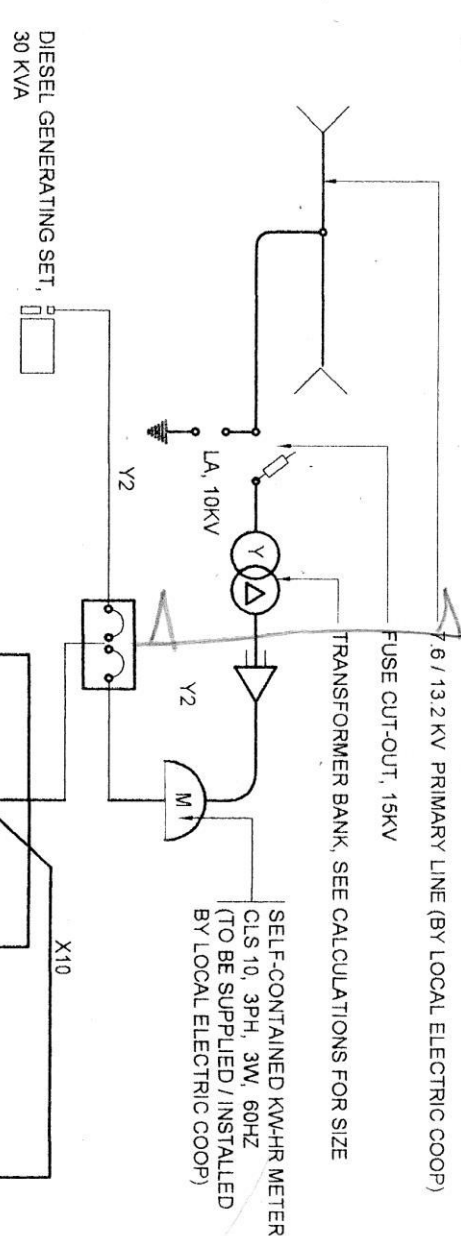 7.6 / 13.2 KV PRIMARY LINE (BY LOCAL ELECTRIC COOP)
FUSE CUT-OUT, 15KV
TRANSFORMER BANK, SEE CALCULATIONS FOR SIZE
LA, 10KV
Y
Δ
SELF-CONTAINED KW-HR METER
CLS 10, 3PH, 3W, 60HZ
(TO BE SUPPLIED / INSTALLED
BY LOCAL ELECTRIC COOP)
M
Y2
Y2
DIESEL GENERATING SET,
30 KVA
X10